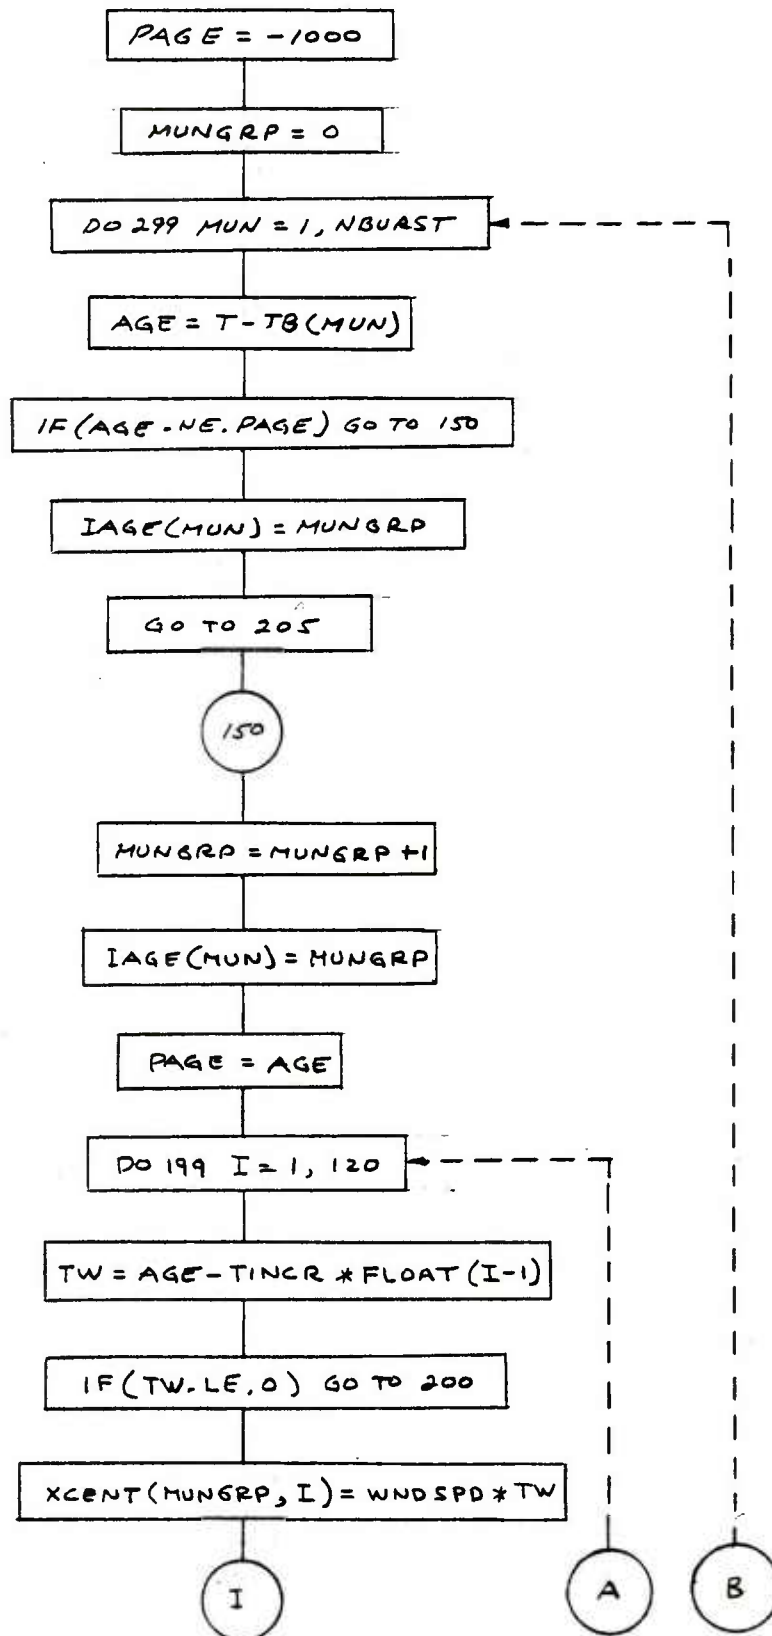 PAGE = -1000
MUNGRP = 0
DO 299 MUN = 1, NBURST
AGE = T - TB(MUN)
IF(AGE.NE.PAGE) GO TO 150
IAGE(MUN) = MUNGRP
GO TO 205
150
MUNGRP = MUNGRP +1
IAGE(MUN) = MUNGRP
PAGE = AGE
DO 199 I = 1, 120
TW = AGE - TINCR * FLOAT (I-1)
IF(TW.LE.0) GO TO 200
XCENT(MUNGRP, I) = WNDSPD * TW
I
A
B